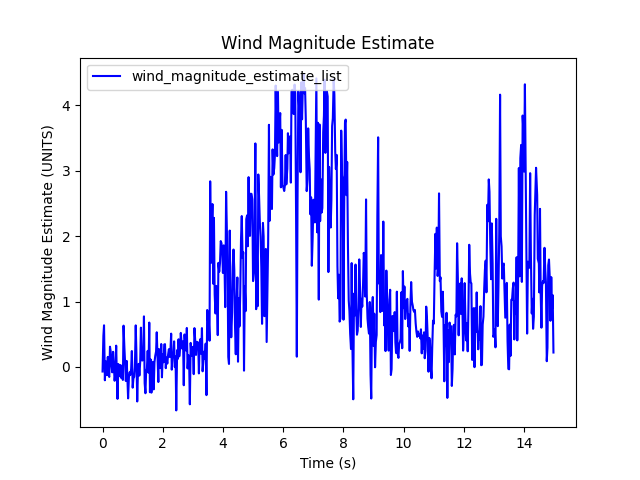 Wind Magnitude Estimate
wind_magnitude_estimate_list
Wind Magnitude Estimate (UNITS)
4
3
2
1
0
0 2 4 6 8 10 12 14
Time (s)